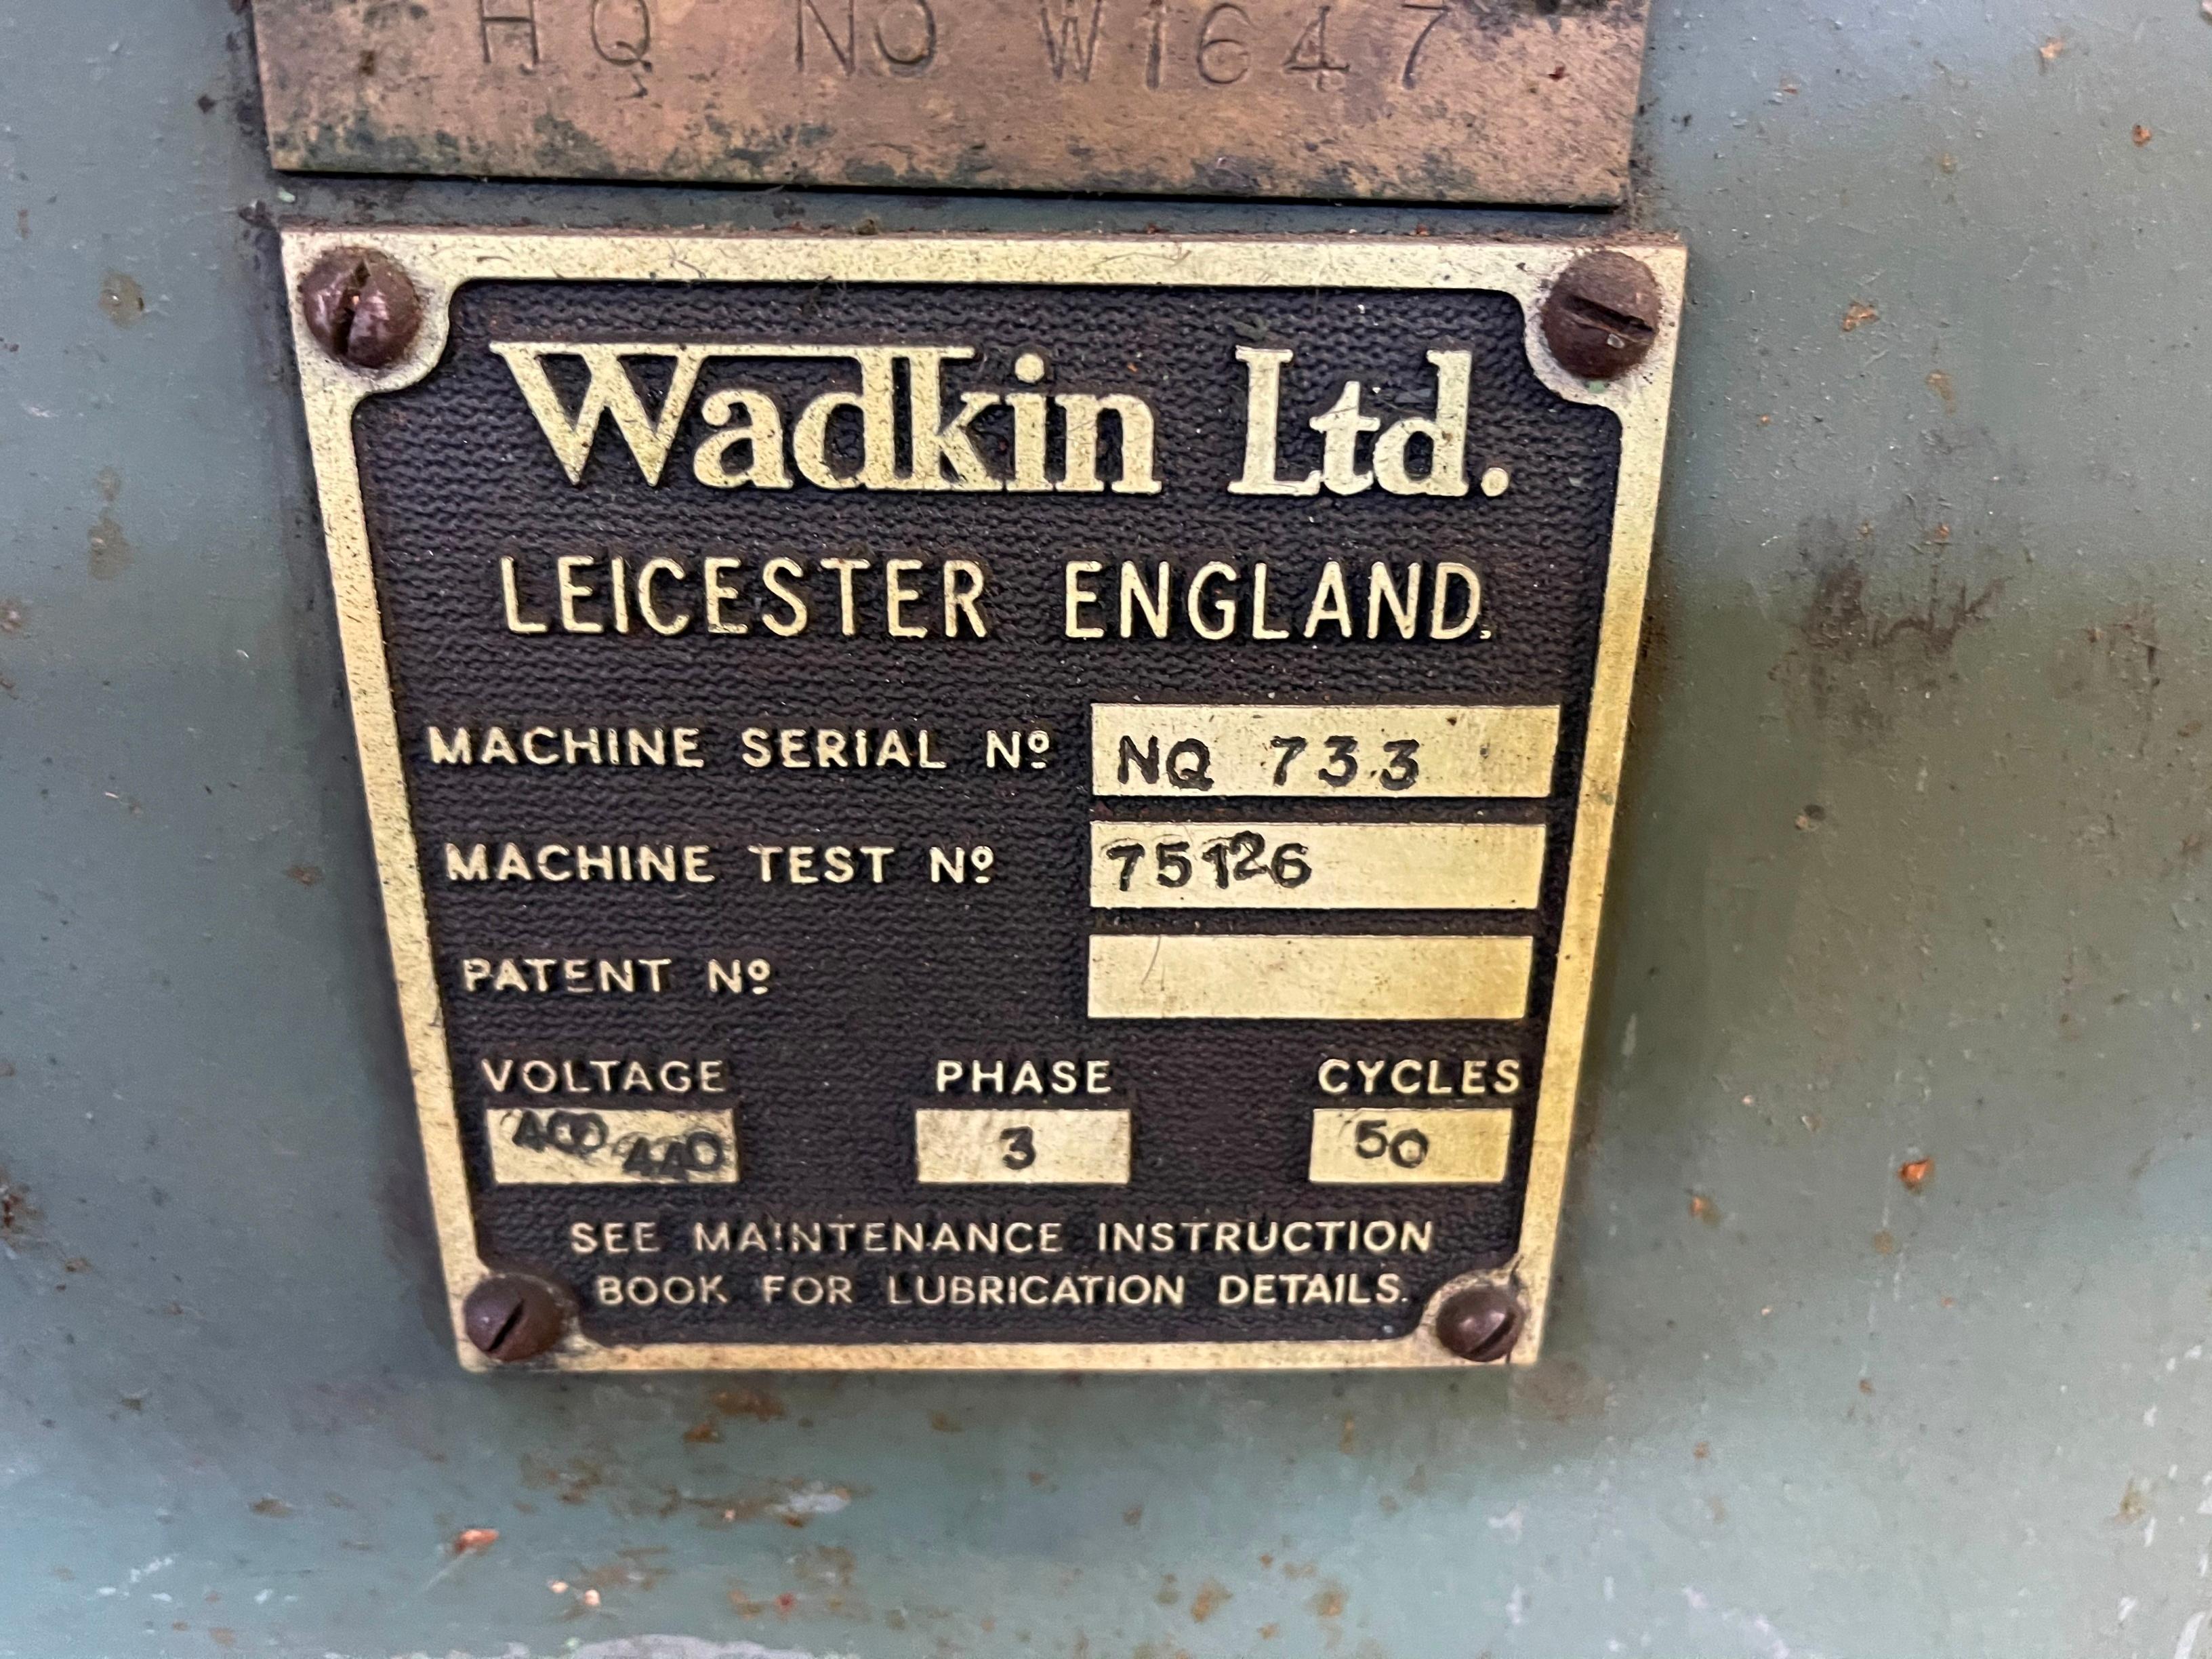 HQ NO W1647
Wadkin Ltd.
LEICESTER ENGLAND.
MACHINE SERIAL Nº NQ 733
MACHINE TEST Nº 75126
PATENT Nº
VOLTAGE PHASE CYCLES
400 440 3 50
SEE MAINTENANCE INSTRUCTION
BOOK FOR LUBRICATION DETAILS.